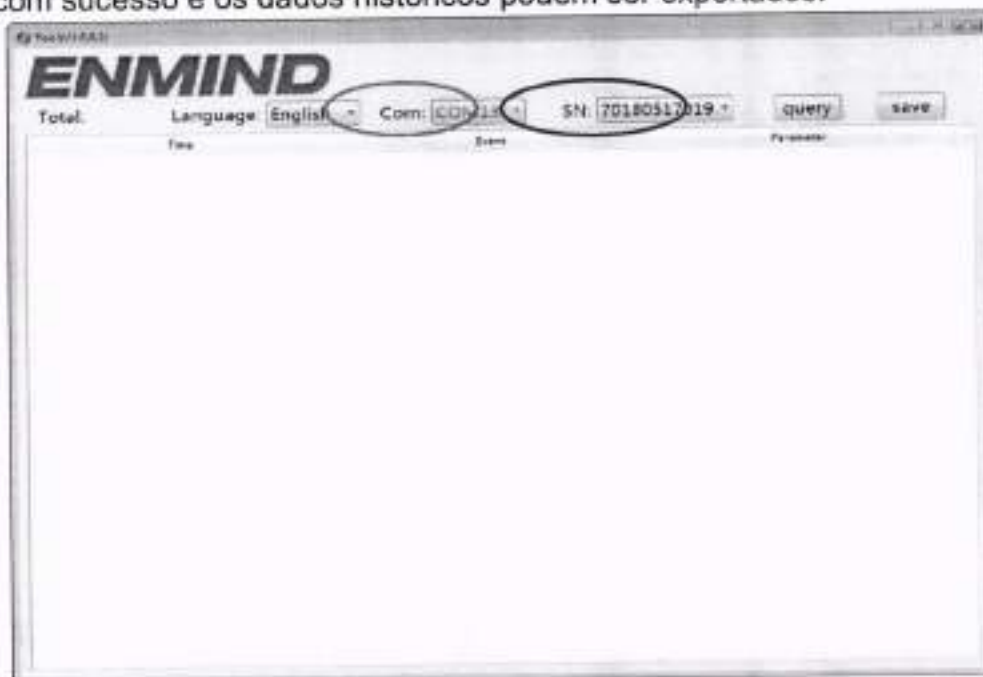 com sucesso e os dados históricos podem ser exportados.
ENMIND
Total: Language: English Com: SN: query save
Time Event Parameter